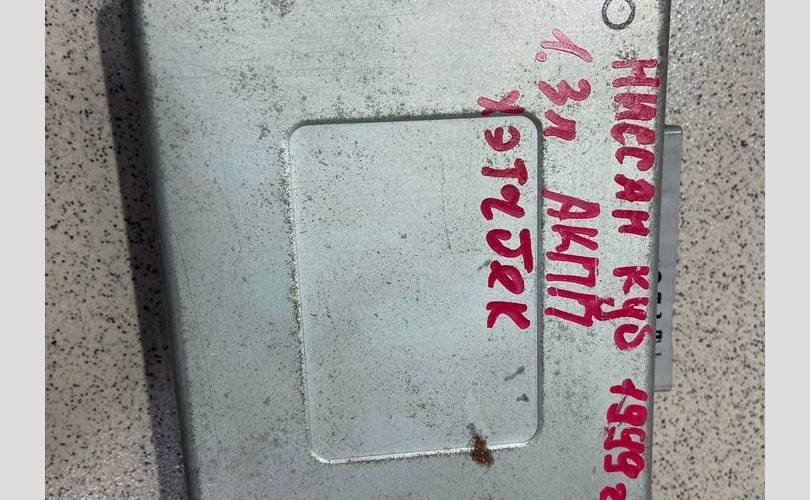 Ниссан куб 1999г
1.3л АКПП
хэтчбек